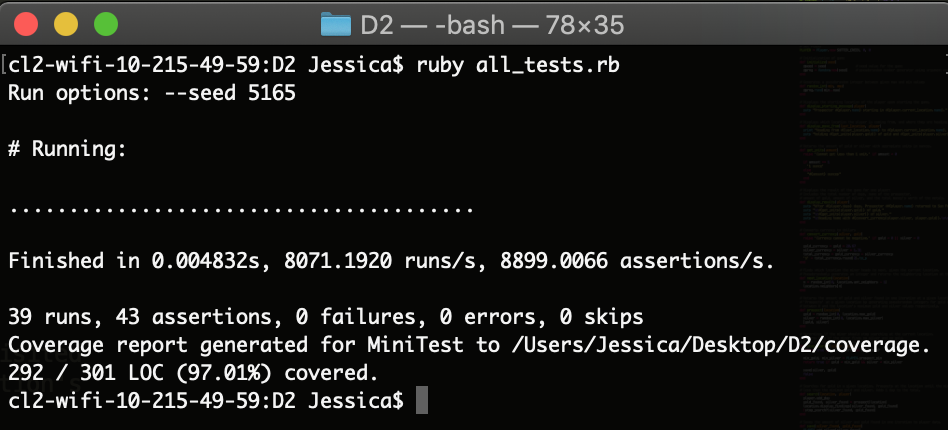 D2 — -bash — 78×35
cl2-wifi-10-215-49-59:D2 Jessica$ ruby all_tests.rb
Run options: --seed 5165
# Running:
.......................................
Finished in 0.004832s, 8071.1920 runs/s, 8899.0066 assertions/s.
39 runs, 43 assertions, 0 failures, 0 errors, 0 skips
Coverage report generated for MiniTest to /Users/Jessica/Desktop/D2/coverage.
292 / 301 LOC (97.01%) covered.
cl2-wifi-10-215-49-59:D2 Jessica$